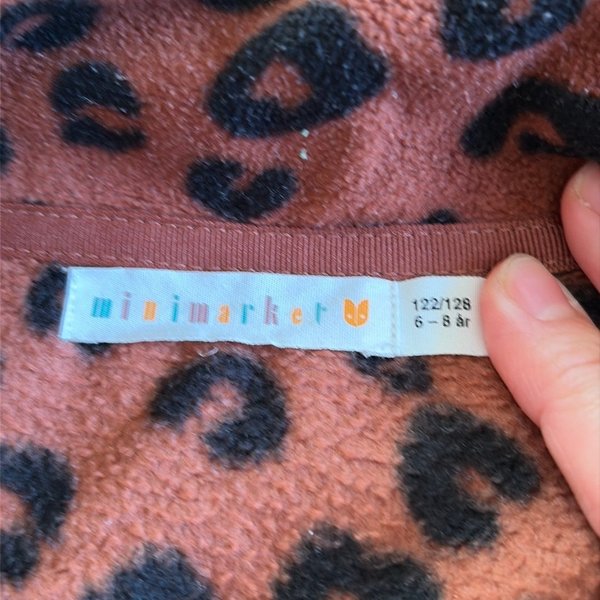 minimarket
122/128
6 – 8 år